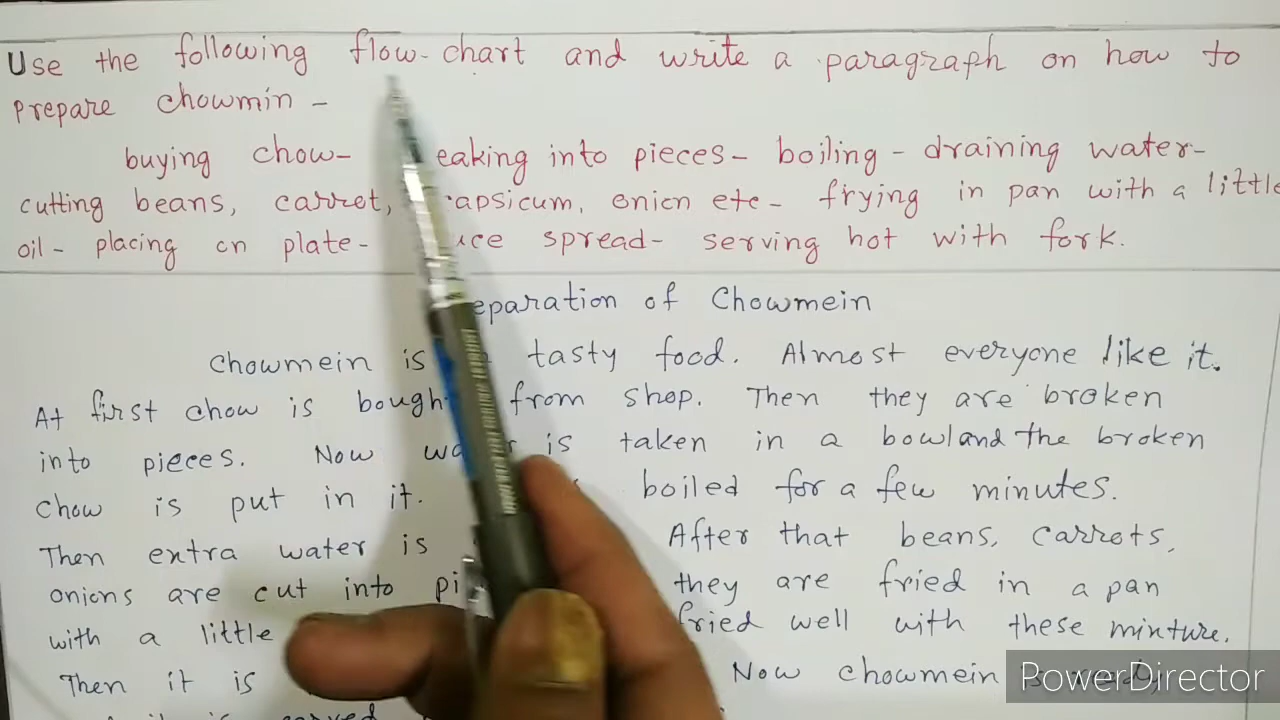 Use the following flow-chart and write a paragraph on how to
prepare chowmin -
buying chow- eaking into pieces- boiling - draining water-
cutting beans, carret, capsicum, onion etc- frying in pan with a little
oil- placing on plate- uce spread- serving hot with fork.
eparation of Chowmein
Chowmein is tasty food. Almost everyone like it.
At first chow is bough from shop. Then they are broken
into pieces. Now is taken in a bowl and the broken
chow is put in it. boiled for a few minutes.
Then extra water is After that beans, carrots,
onions are cut into they are fried in a pan
with a little fried well with these minture.
Then it is Now chowmein
PowerDirector